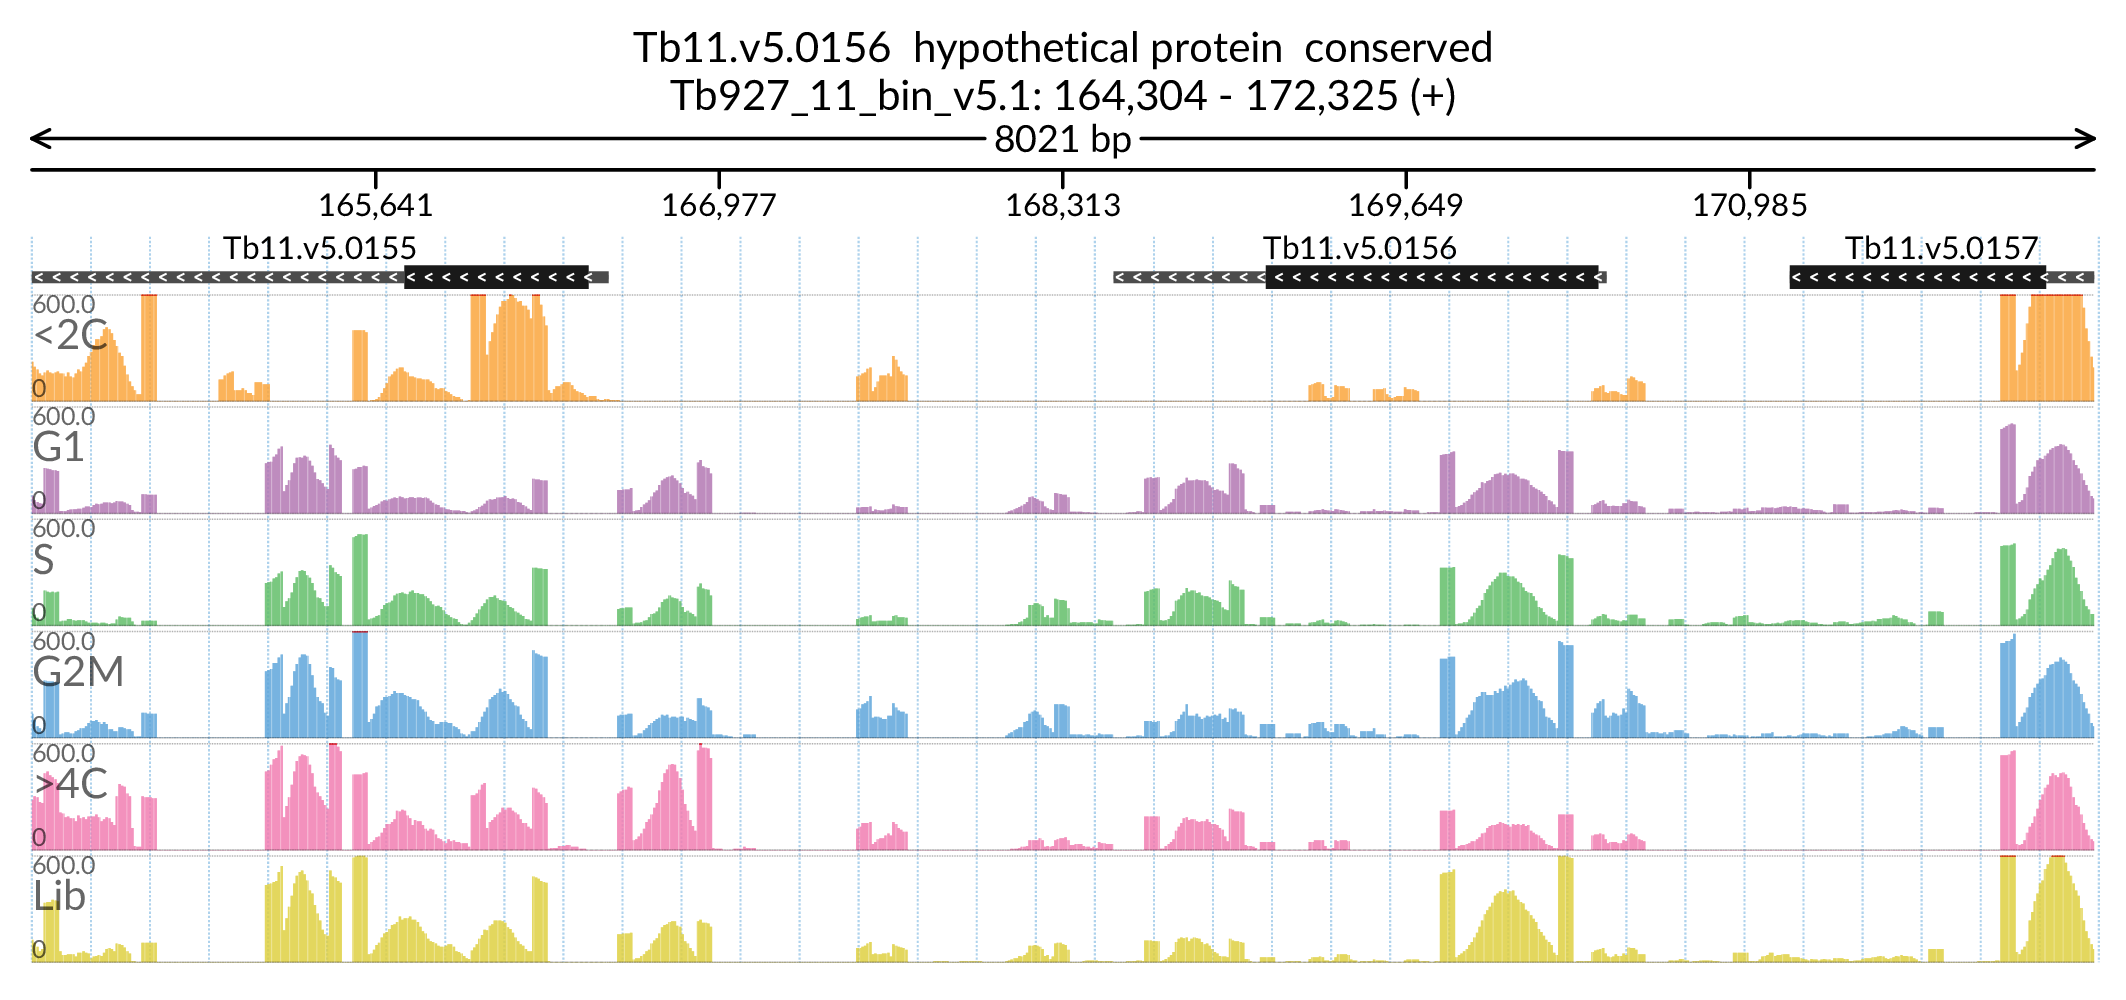 Tb11.v5.0156  hypothetical protein  conserved
Tb927_11_bin_v5.1: 164,304 - 172,325 (+)
8021 bp
165,641 166,977 168,313 169,649 170,985
Tb11.v5.0155 Tb11.v5.0156 Tb11.v5.0157
600.0
<2C
0
600.0
G1
0
600.0
S
0
600.0
G2M
0
600.0
>4C
0
600.0
Lib
0